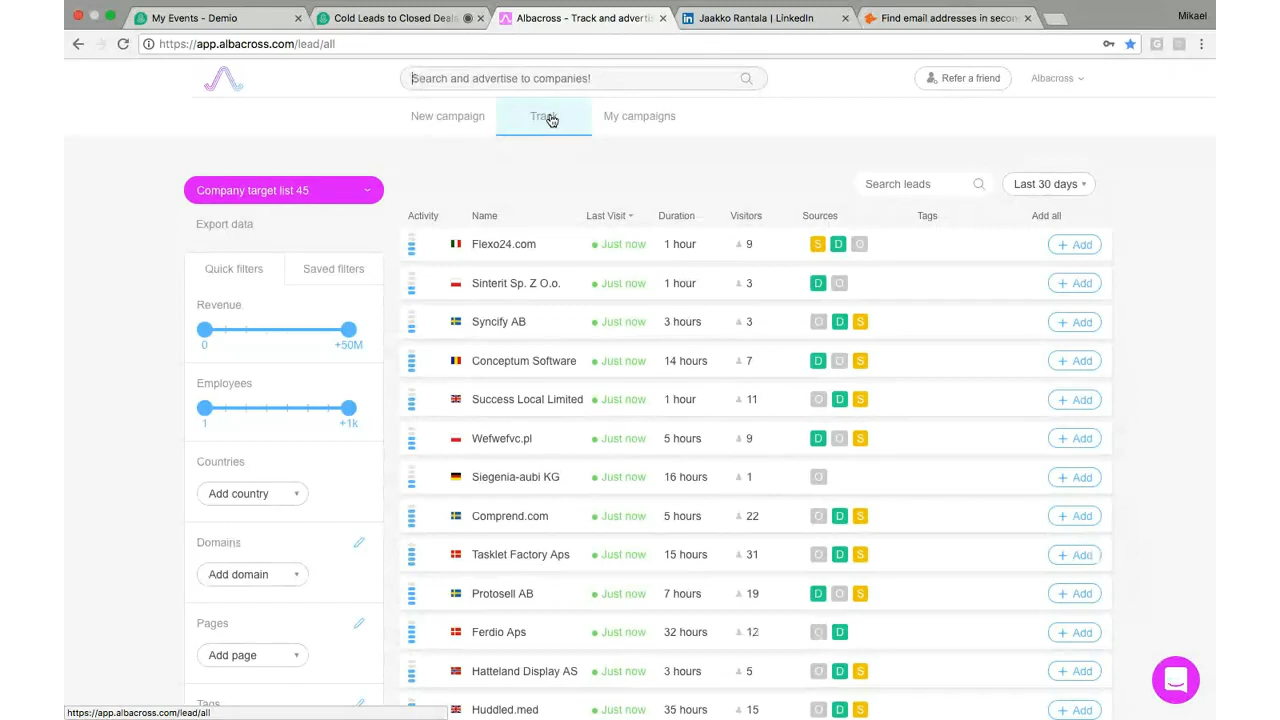 My Events - Demio
Cold Leads to Closed Deals
Albacross - Track and adverti
Jaakko Rantala | LinkedIn
Find email addresses in secon
Mikael
https://app.albacross.com/lead/all
Search and advertise to companies!
Refer a friend
Albacross
New campaign
Track
My campaigns
Company target list 45
Search leads
Last 30 days
Export data
Activity Name Last Visit Duration Visitors Sources Tags Add all
Flexo24.com Just now 1 hour 9 S D O + Add
Quick filters Saved filters
Sinterit Sp. Z O.o. Just now 1 hour 3 D O + Add
Revenue
0 +50M
Syncify AB Just now 3 hours 3 O D S + Add
Conceptum Software Just now 14 hours 7 D O S + Add
Employees
1 +1k
Success Local Limited Just now 1 hour 11 O D S + Add
Wefwefvc.pl Just now 5 hours 9 D O S + Add
Countries
Add country
Siegenia-aubi KG Just now 16 hours 1 O + Add
Comprend.com Just now 5 hours 22 O D S + Add
Domains
Add domain
Tasklet Factory Aps Just now 15 hours 31 O D S + Add
Protosell AB Just now 7 hours 19 D O S + Add
Pages
Add page
Ferdio Aps Just now 32 hours 12 O D + Add
Hatteland Display AS Just now 3 hours 5 O D S + Add
Tags
Huddled.med Just now 35 hours 15 O D S + Add
https://app.albacross.com/lead/all